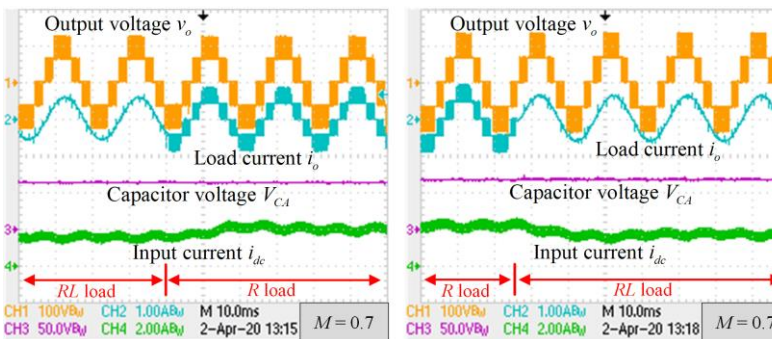 Output voltage vo
1
2
Load current io
Capacitor voltage VCA
3
Input current idc
4
RL load
R load
CH1 100VBW CH2 1.00ABW M 10.0ms
CH3 50.0VBW CH4 2.00ABW 2-Apr-20 13:15
M = 0.7
Output voltage vo
1
2
Load current io
Capacitor voltage VCA
3
Input current idc
4
R load
RL load
CH1 100VBW CH2 1.00ABW M 10.0ms
CH3 50.0VBW CH4 2.00ABW 2-Apr-20 13:18
M = 0.7